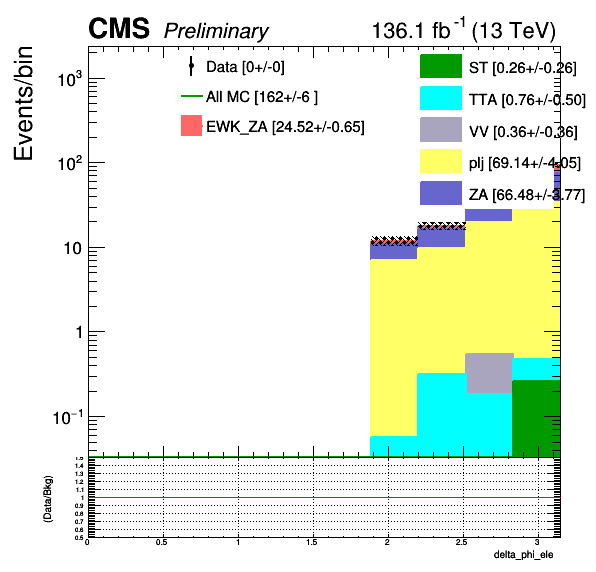 CMS Preliminary 136.1 fb⁻¹ (13 TeV)
Events/bin
10³
10²
10
1
10⁻¹
Data [0+/-0]
All MC [162+/-6 ]
EWK_ZA [24.52+/-0.65]
ST [0.26+/-0.26]
TTA [0.76+/-0.50]
VV [0.36+/-0.36]
plj [69.14+/-4.05]
ZA [66.48+/-3.77]
(Data/Bkg)
1.5
1.4
1.3
1.2
1.1
1
0.9
0.8
0.7
0.6
0.5
0 0.5 1 1.5 2 2.5 3
delta_phi_ele